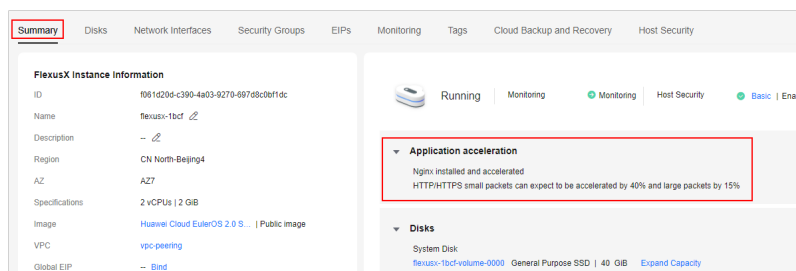 Summary Disks Network Interfaces Security Groups EIPs Monitoring Tags Cloud Backup and Recovery Host Security
FlexusX Instance Information
ID f061d20d-c390-4a03-9270-697d8c0bf1dc
Name flexusx-1bcf
Description --
Region CN North-Beijing4
AZ AZ7
Specifications 2 vCPUs | 2 GiB
Image Huawei Cloud EulerOS 2.0 S... | Public image
VPC vpc-peering
Global EIP -- Bind
Running Monitoring Monitoring Host Security Basic | Ena
Application acceleration
Nginx installed and accelerated
HTTP/HTTPS small packets can expect to be accelerated by 40% and large packets by 15%
Disks
System Disk
flexusx-1bcf-volume-0000 General Purpose SSD | 40 GiB Expand Capacity